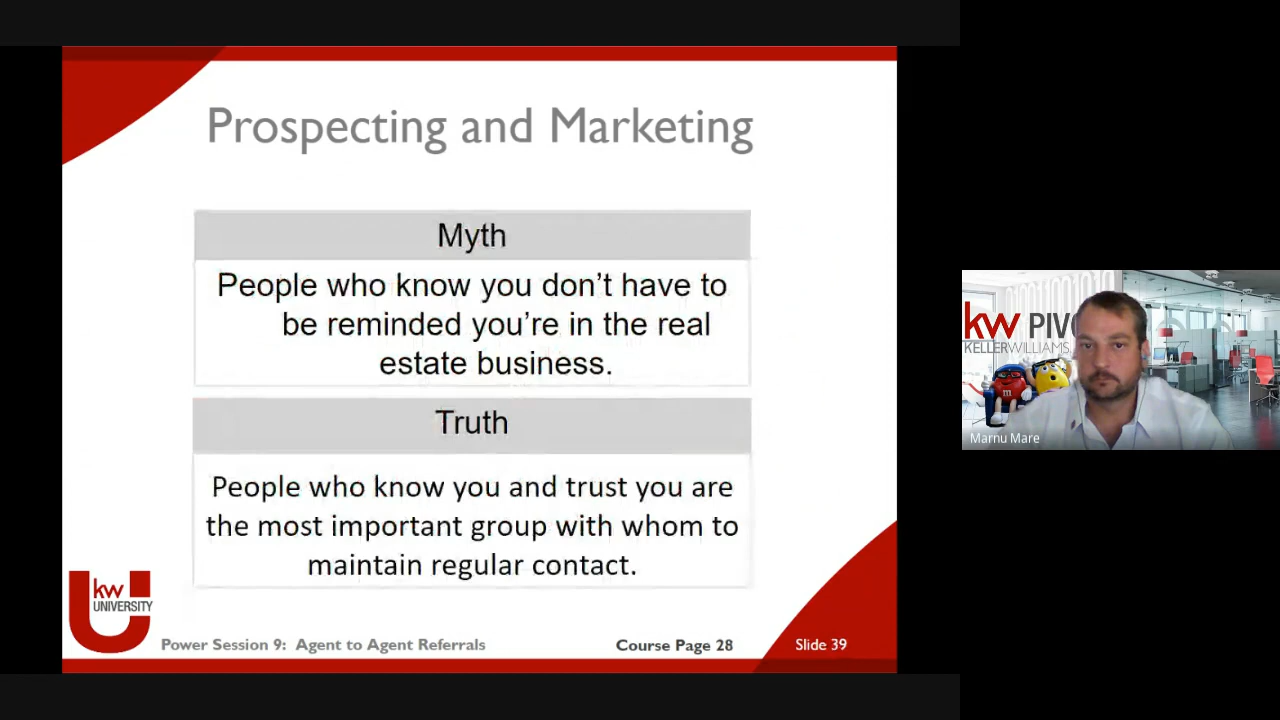 Prospecting and Marketing
Myth
People who know you don't have to
be reminded you're in the real
estate business.
Truth
People who know you and trust you are
the most important group with whom to
maintain regular contact.
kw
UNIVERSITY
Power Session 9: Agent to Agent Referrals
Course Page 28
Slide 39
kw
KELLERWILLIAMS
m
Marnu Mare